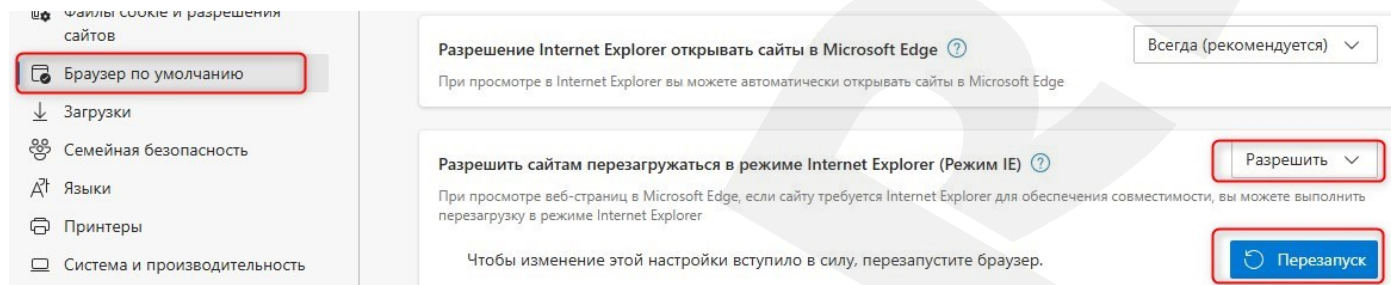 Файлы cookie и разрешения
сайтов
Браузер по умолчанию
Загрузки
Семейная безопасность
Языки
Принтеры
Система и производительность
Разрешение Internet Explorer открывать сайты в Microsoft Edge
Всегда (рекомендуется)
При просмотре в Internet Explorer вы можете автоматически открывать сайты в Microsoft Edge
Разрешить сайтам перезагружаться в режиме Internet Explorer (Режим IE)
Разрешить
При просмотре веб-страниц в Microsoft Edge, если сайту требуется Internet Explorer для обеспечения совместимости, вы можете выполнить
перезагрузку в режиме Internet Explorer
Чтобы изменение этой настройки вступило в силу, перезапустите браузер.
Перезапуск